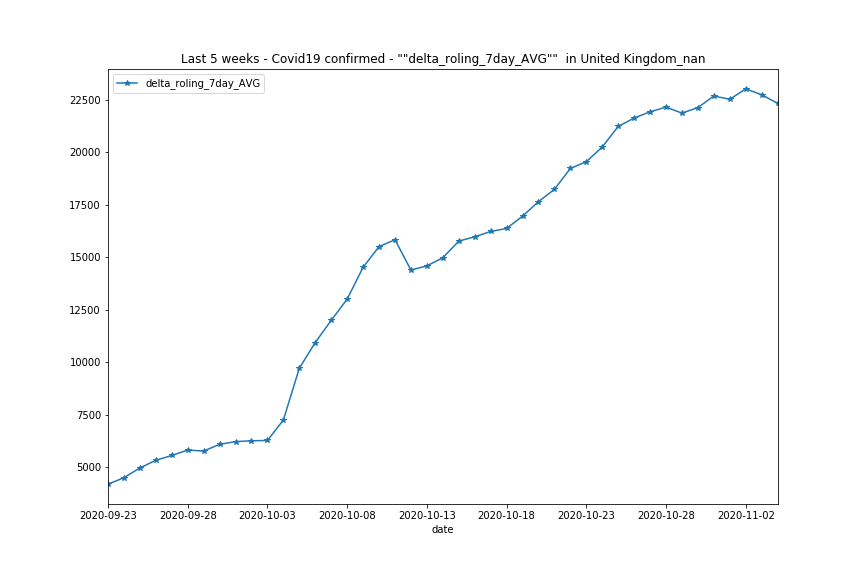 Last 5 weeks - Covid19 confirmed - ""delta_roling_7day_AVG""  in United Kingdom_nan
delta_roling_7day_AVG
22500
20000
17500
15000
12500
10000
7500
5000
2020-09-23 2020-09-28 2020-10-03 2020-10-08 2020-10-13 2020-10-18 2020-10-23 2020-10-28 2020-11-02
date